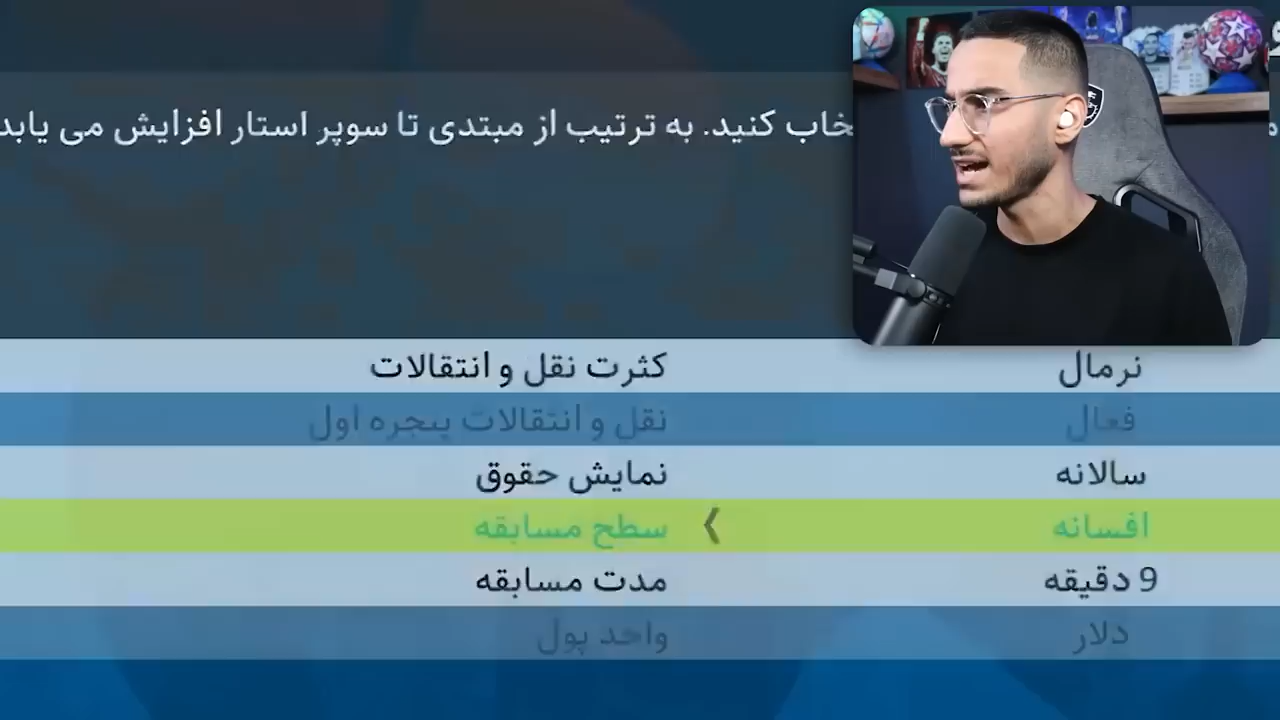 کنید. به ترتیب از مبتدی تا سوپر استار افزایش می یابد
کثرت نقل و انتقالات نرمال
نقل و انتقالات پنجره اول فعال
نمایش حقوق سالانه
سطح مسابقه افسانه
مدت مسابقه 9 دقیقه
واحد پول دلار